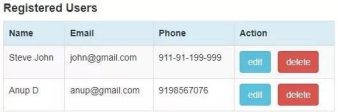 Registered Users
Name Email Phone Action
Steve John john@gmail.com 911-91-199-999 edit delete
Anup D anup@gmail.com 9198567076 edit delete